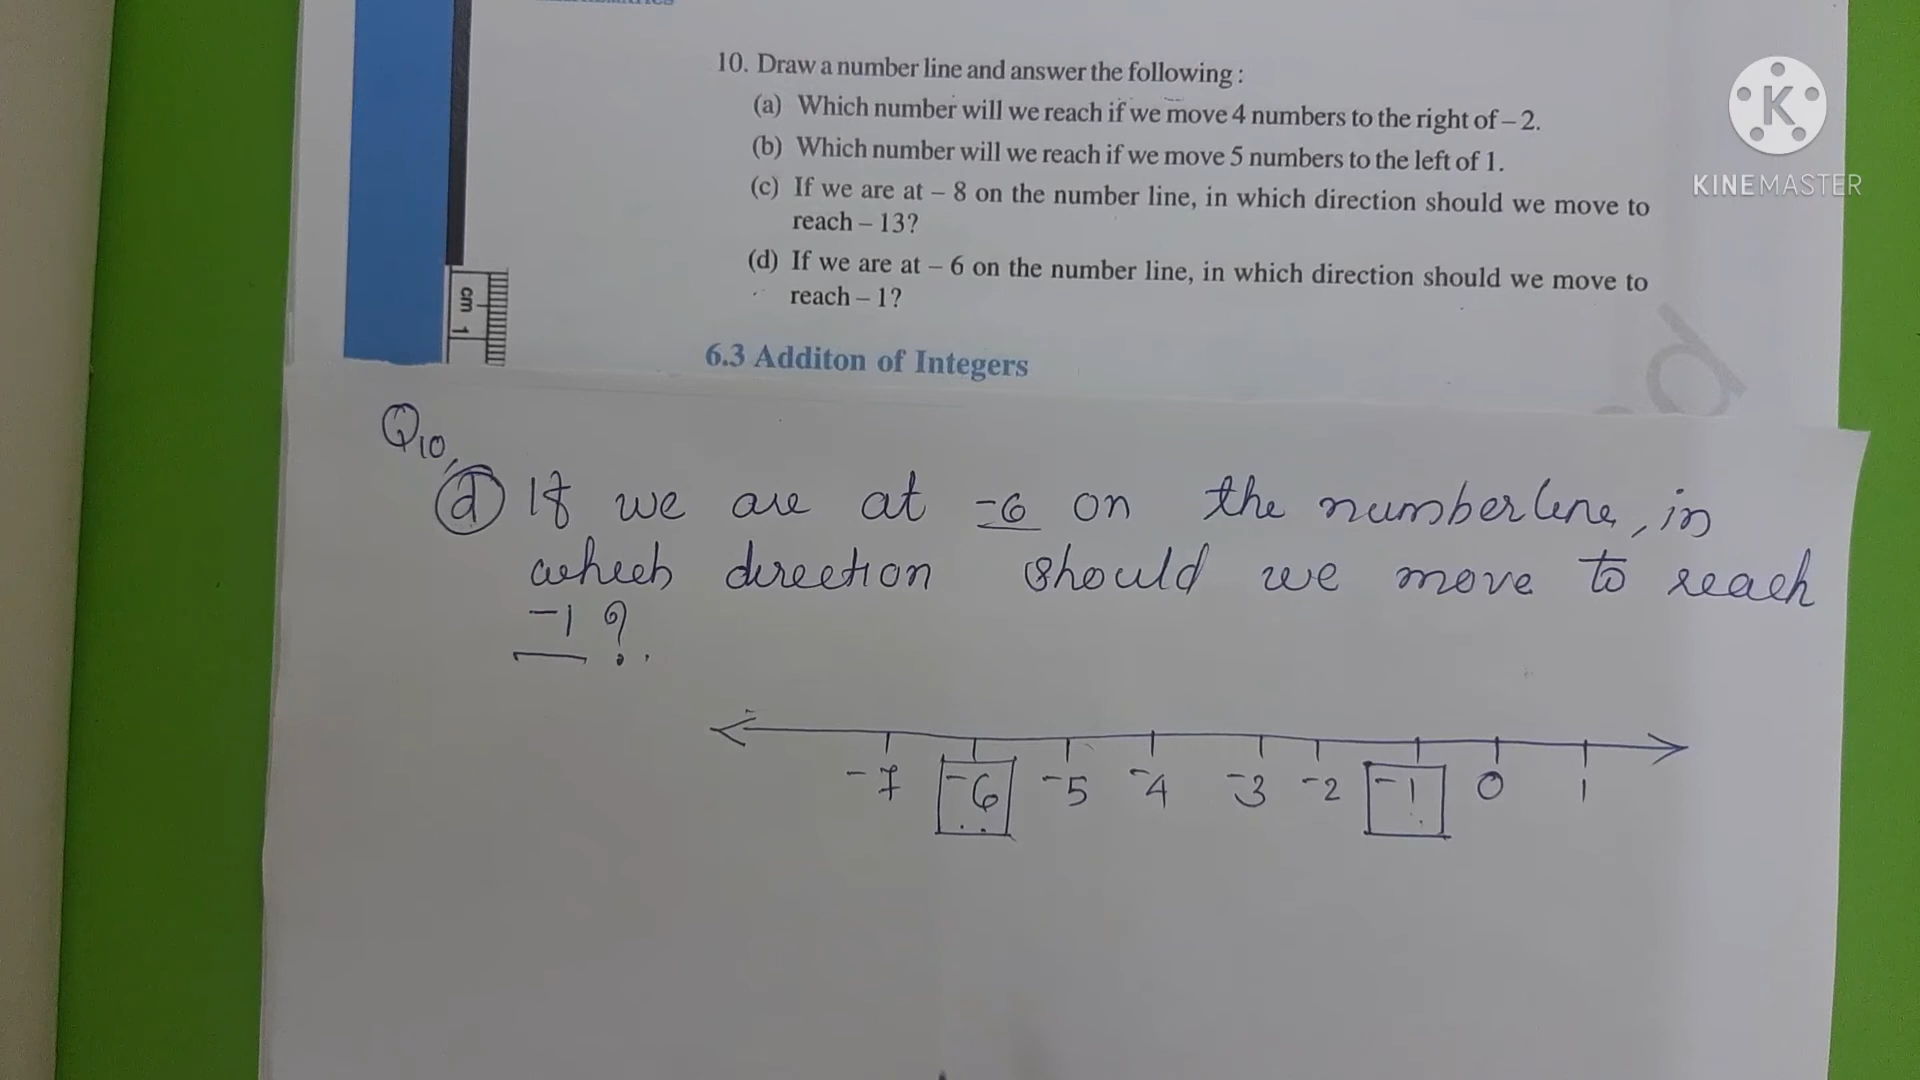 10. Draw a number line and answer the following :
(a) Which number will we reach if we move 4 numbers to the right of – 2.
(b) Which number will we reach if we move 5 numbers to the left of 1.
(c) If we are at – 8 on the number line, in which direction should we move to
reach – 13?
(d) If we are at – 6 on the number line, in which direction should we move to
reach – 1?
6.3 Additon of Integers
cm 1
KINEMASTER
Q10,
(d) If we are at -6 on the number line, in
which direction should we move to reach
-1 ?
-7 -6 -5 -4 -3 -2 -1 0 1